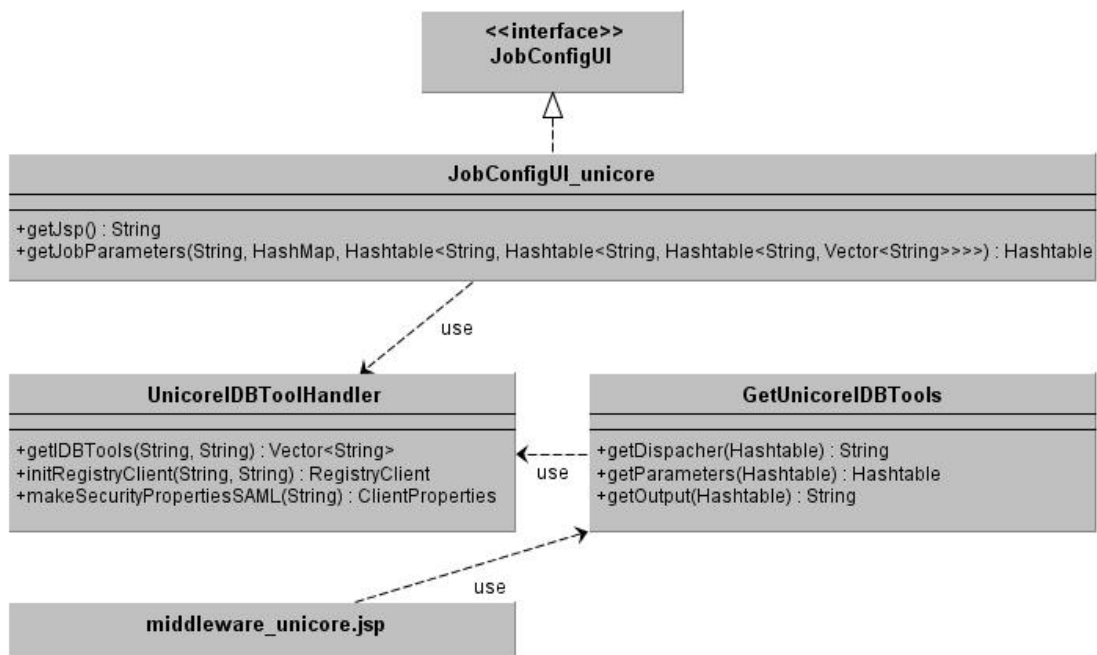 <<interface>>
JobConfigUI
JobConfigUI_unicore
+getJsp() : String
+getJobParameters(String, HashMap, Hashtable<String, Hashtable<String, Hashtable<String, Vector<String>>>>) : Hashtable
use
UnicoreIDBToolHandler
+getIDBTools(String, String) : Vector<String>
+initRegistryClient(String, String) : RegistryClient
+makeSecurityPropertiesSAML(String) : ClientProperties
use
GetUnicoreIDBTools
+getDispacher(Hashtable) : String
+getParameters(Hashtable) : Hashtable
+getOutput(Hashtable) : String
use
middleware_unicore.jsp